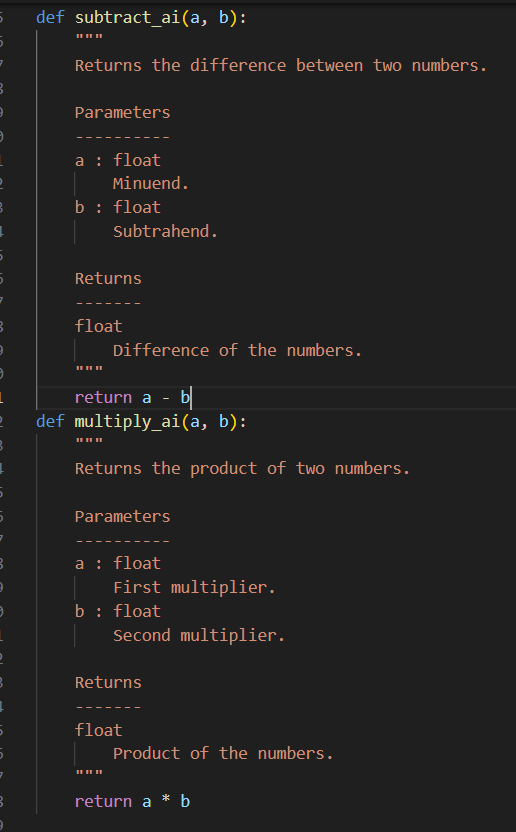 def subtract_ai(a, b):
    """
    Returns the difference between two numbers.

    Parameters
    ----------
    a : float
        Minuend.
    b : float
        Subtrahend.

    Returns
    -------
    float
        Difference of the numbers.
    """
    return a - b
def multiply_ai(a, b):
    """
    Returns the product of two numbers.

    Parameters
    ----------
    a : float
        First multiplier.
    b : float
        Second multiplier.

    Returns
    -------
    float
        Product of the numbers.
    """
    return a * b